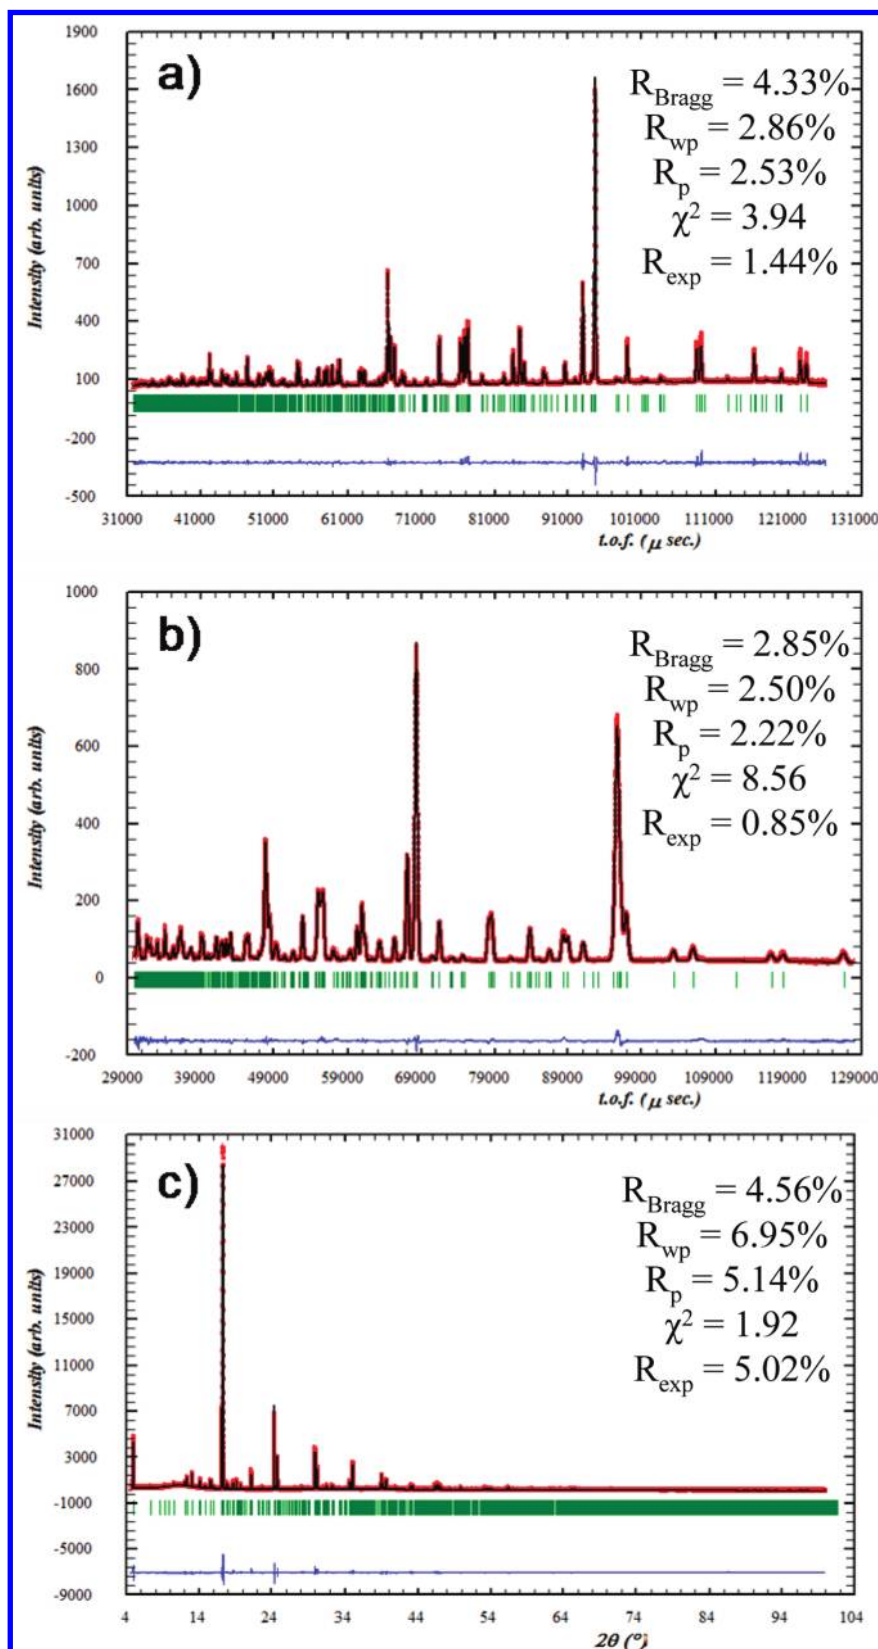 a)
R_Bragg = 4.33%
R_wp = 2.86%
R_p = 2.53%
χ² = 3.94
R_exp = 1.44%
Intensity (arb. units)
1900
1600
1300
1000
700
400
100
-200
-500
31000 41000 51000 61000 71000 81000 91000 101000 111000 121000 131000
t.o.f. (μ sec.)
b)
R_Bragg = 2.85%
R_wp = 2.50%
R_p = 2.22%
χ² = 8.56
R_exp = 0.85%
Intensity (arb. units)
1000
800
600
400
200
0
-200
29000 39000 49000 59000 69000 79000 89000 99000 109000 119000 129000
t.o.f. (μ sec.)
c)
R_Bragg = 4.56%
R_wp = 6.95%
R_p = 5.14%
χ² = 1.92
R_exp = 5.02%
Intensity (arb. units)
31000
27000
23000
19000
15000
11000
7000
3000
-1000
-5000
-9000
4 14 24 34 44 54 64 74 84 94 104
2θ (°)